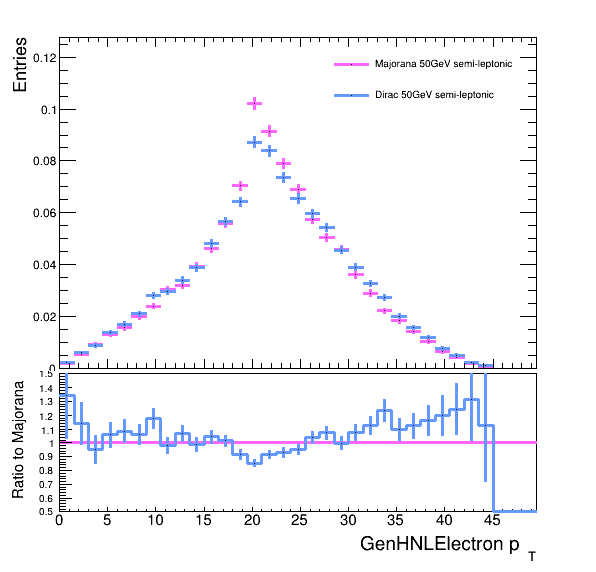 Entries
0.12
0.1
0.08
0.06
0.04
0.02
0
Majorana 50GeV semi-leptonic
Dirac 50GeV semi-leptonic
Ratio to Majorana
1.5
1.4
1.3
1.2
1.1
1
0.9
0.8
0.7
0.6
0.5
0 5 10 15 20 25 30 35 40 45
GenHNLElectron p
T